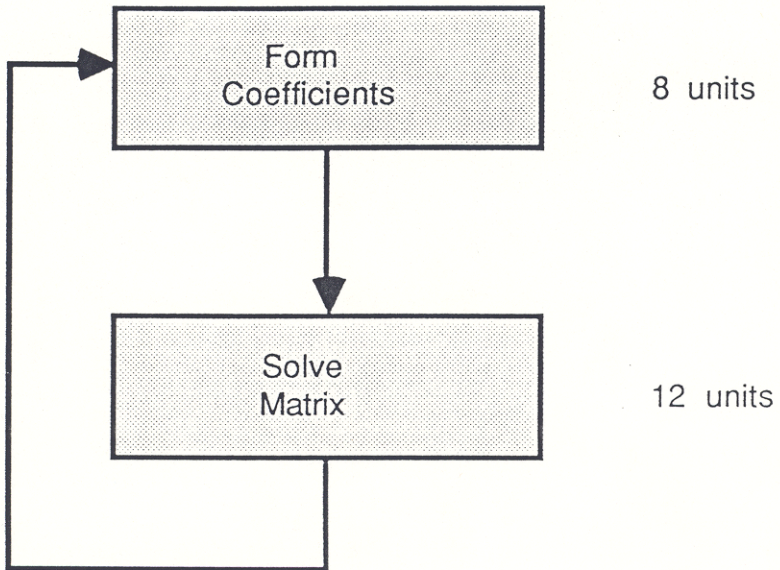 Form
Coefficients
8 units
Solve
Matrix
12 units